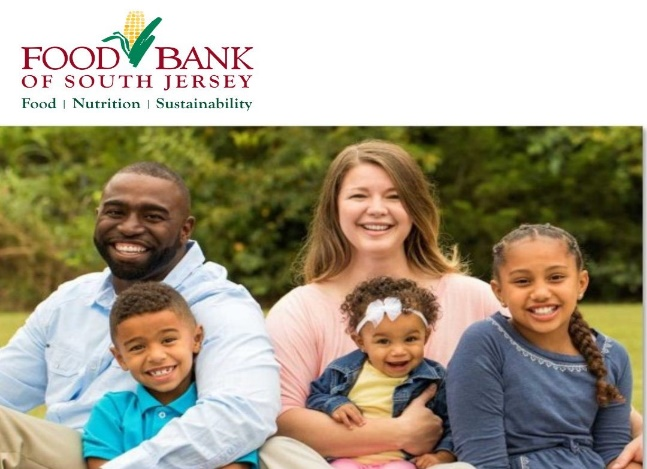 FOOD BANK
OF SOUTH JERSEY
Food | Nutrition | Sustainability